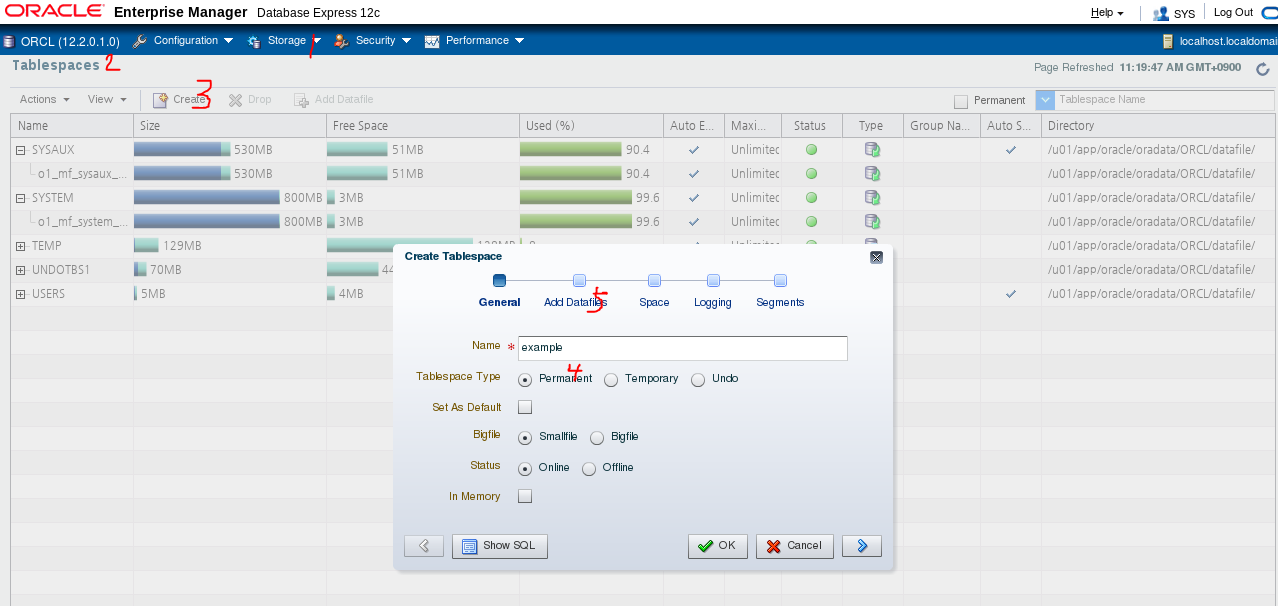 ORACLE Enterprise Manager Database Express 12c Help SYS Log Out
ORCL (12.2.0.1.0) Configuration Storage 1 Security Performance localhost.localdomai
Tablespaces 2 Page Refreshed 11:19:47 AM GMT+0900
Actions View Create 3 Drop Add Datafile Permanent Tablespace Name
Name Size Free Space Used (%) Auto E... Maxi... Status Type Group Na... Auto S... Directory
SYSAUX 530MB 51MB 90.4 Unlimited /u01/app/oracle/oradata/ORCL/datafile/
o1_mf_sysaux_... 530MB 51MB 90.4 Unlimited /u01/app/oracle/oradata/ORCL/datafile/
SYSTEM 800MB 3MB 99.6 Unlimited /u01/app/oracle/oradata/ORCL/datafile/
o1_mf_system_... 800MB 3MB 99.6 Unlimited /u01/app/oracle/oradata/ORCL/datafile/
TEMP 129MB /u01/app/oracle/oradata/ORCL/datafile/
UNDOTBS1 70MB 44 /u01/app/oracle/oradata/ORCL/datafile/
USERS 5MB 4MB /u01/app/oracle/oradata/ORCL/datafile/
Create Tablespace
General Add Datafiles 5 Space Logging Segments
Name * example
Tablespace Type Permanent 4 Temporary Undo
Set As Default
Bigfile Smallfile Bigfile
Status Online Offline
In Memory
Show SQL OK Cancel